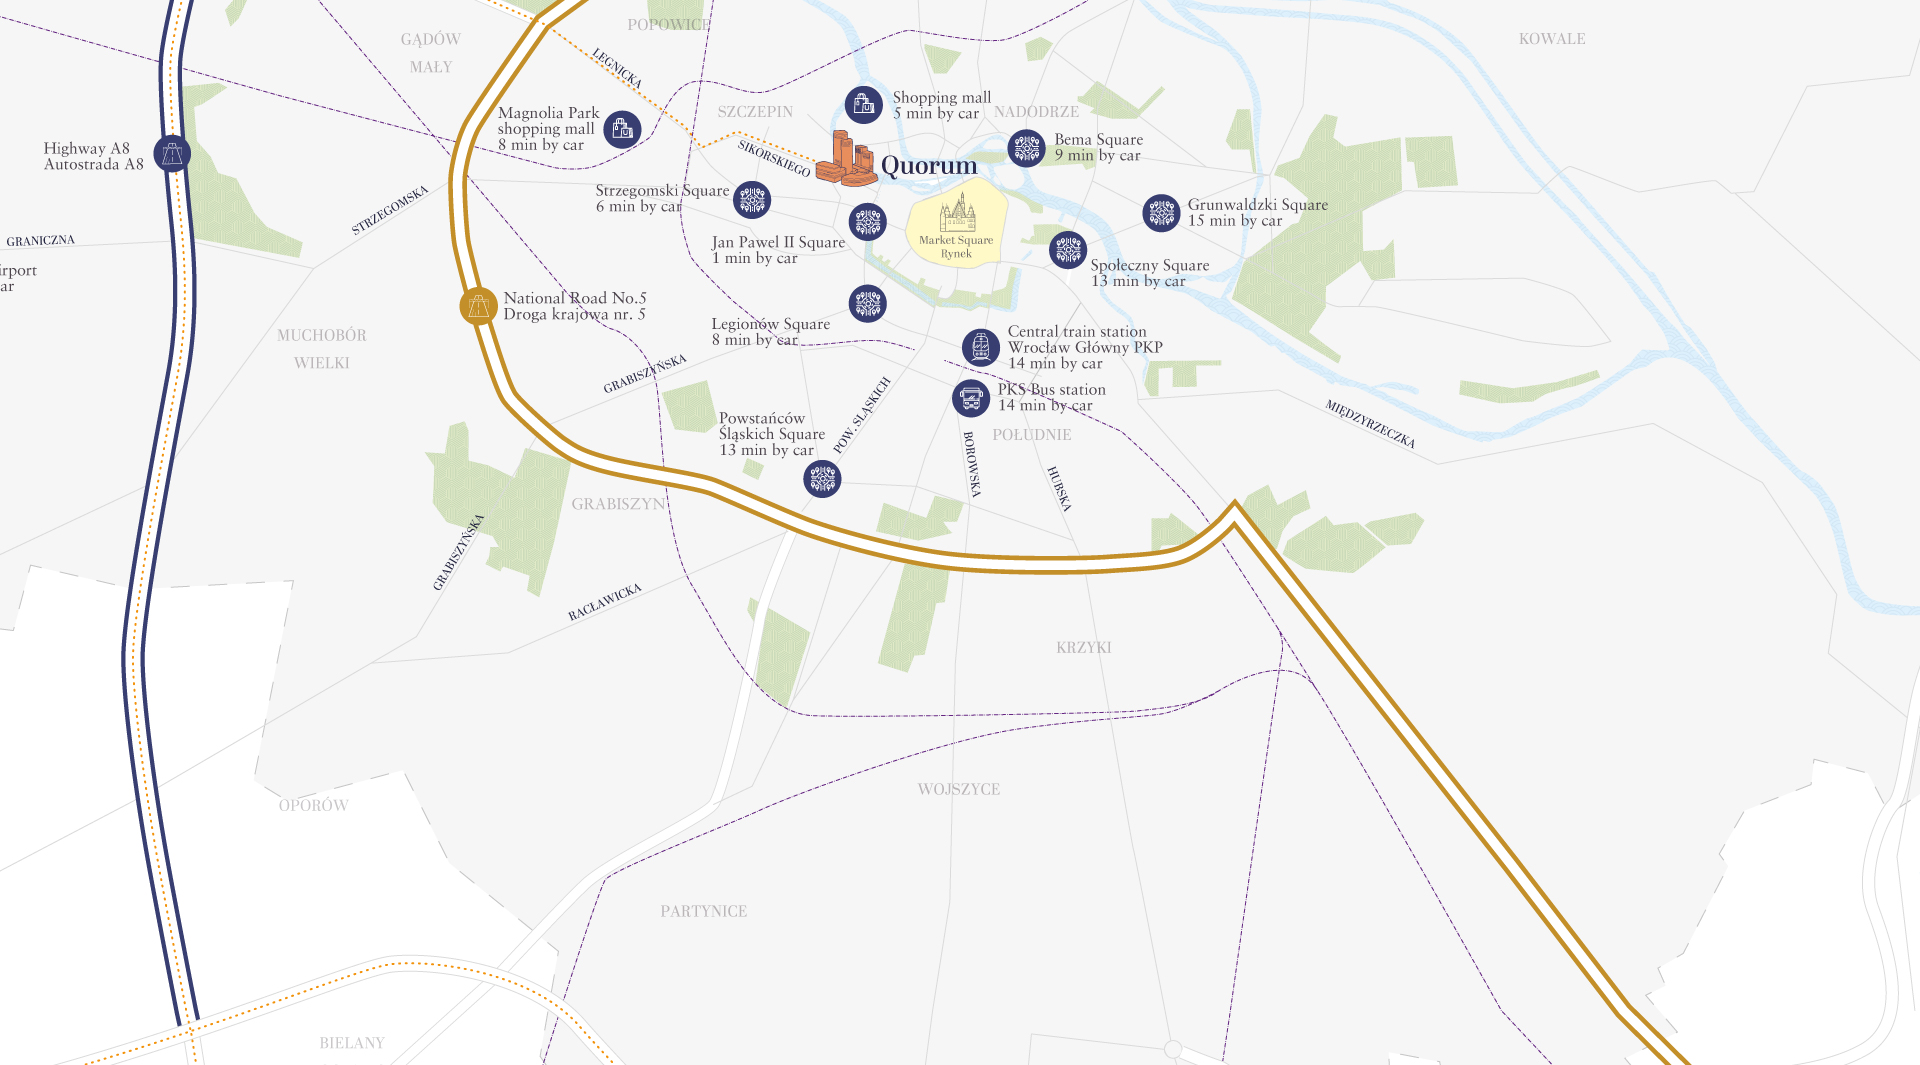 POPOWICE
GĄDÓW
MAŁY
KOWALE
LEGNICKA
Magnolia Park
shopping mall
8 min by car
SZCZEPIN
Shopping mall
5 min by car
NADODRZE
Highway A8
Autostrada A8
SIKORSKIEGO
Quorum
Bema Square
9 min by car
STRZEGOMSKA
Strzegomski Square
6 min by car
Grunwaldzki Square
15 min by car
GRANICZNA
Jan Pawel II Square
1 min by car
Market Square
Rynek
Społeczny Square
13 min by car
irport
ar
National Road No.5
Droga krajowa nr. 5
MUCHOBÓR
WIELKI
Legionów Square
8 min by car
Central train station
Wrocław Główny PKP
14 min by car
GRABISZYŃSKA
POW. ŚLĄSKICH
PKS Bus station
14 min by car
Powstańców
Śląskich Square
13 min by car
POŁUDNIE
MIĘDZYRZECZKA
BOROWSKA
HUBSKA
GRABISZYN
GRABISZYŃSKA
RACŁAWICKA
KRZYKI
OPORÓW
WOJSZYCE
PARTYNICE
BIELANY